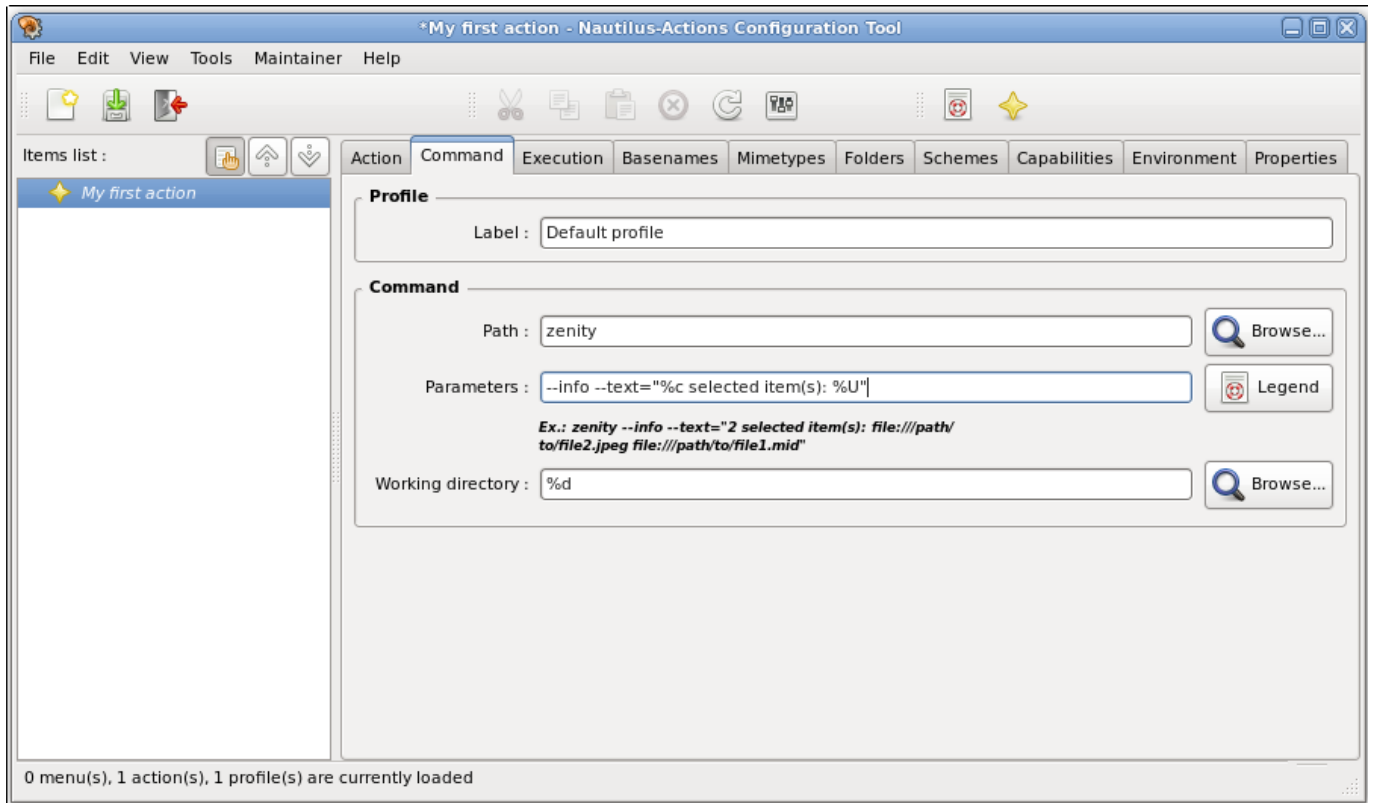 *My first action - Nautilus-Actions Configuration Tool
File Edit View Tools Maintainer Help
Items list :
Action Command Execution Basenames Mimetypes Folders Schemes Capabilities Environment Properties
My first action
Profile
Label : Default profile
Command
Path : zenity Browse...
Parameters : --info --text="%c selected item(s): %U" Legend
Ex.: zenity --info --text="2 selected item(s): file:///path/
to/file2.jpeg file:///path/to/file1.mid"
Working directory : %d Browse...
0 menu(s), 1 action(s), 1 profile(s) are currently loaded